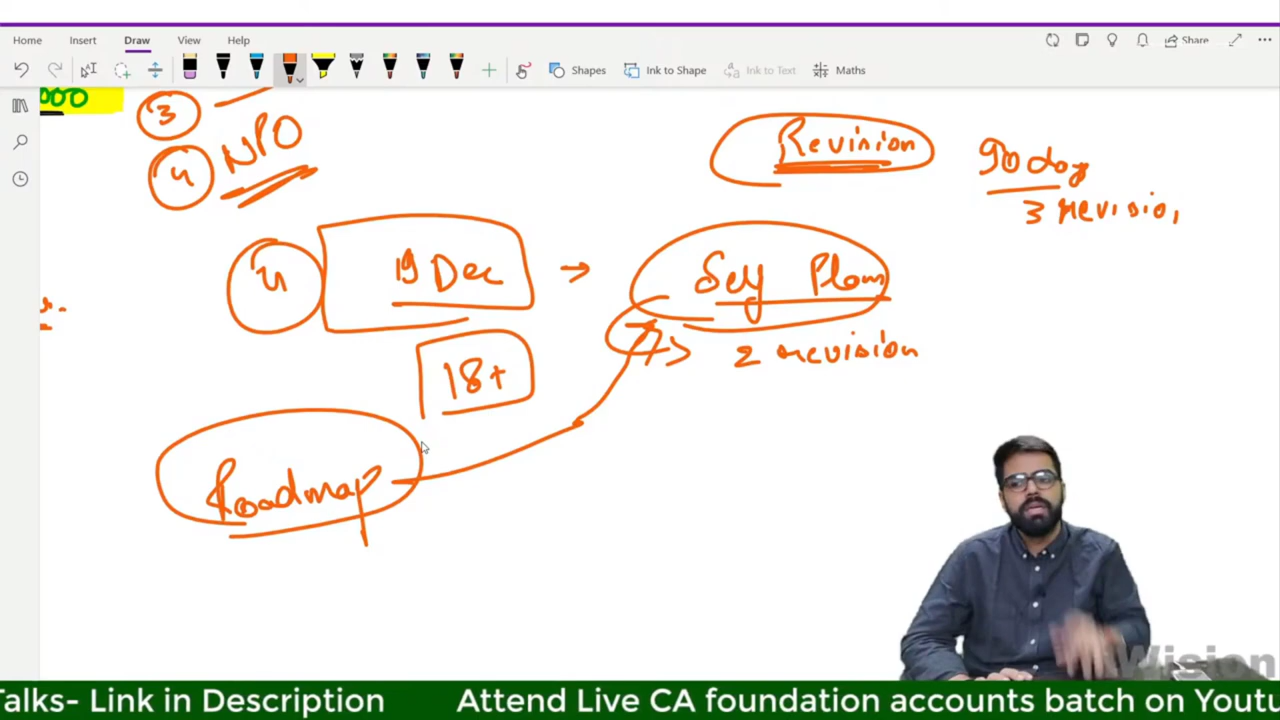 Home Insert Draw View Help
Share
Shapes Ink to Shape Ink to Text Maths
000
3
4 NPO
Revision
90 day
3 revision
4 19 Dec → Self Plan
2 revision
18+
Roadmap
Wision
Talks- Link in Description Attend Live CA foundation accounts batch on Youtu